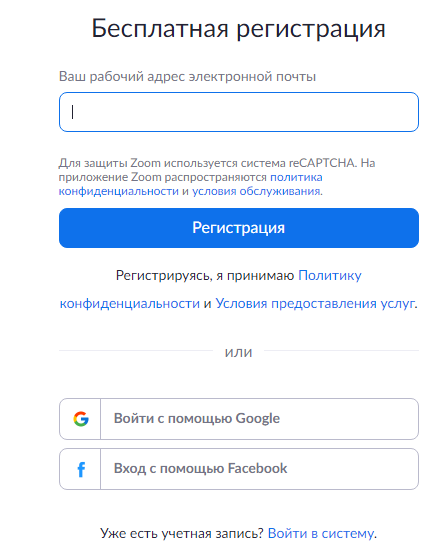 Бесплатная регистрация
Ваш рабочий адрес электронной почты
Для защиты Zoom используется система reCAPTCHA. На
приложение Zoom распространяются политика
конфиденциальности и условия обслуживания.
Регистрация
Регистрируясь, я принимаю Политику
конфиденциальности и Условия предоставления услуг.
или
Войти с помощью Google
Вход с помощью Facebook
Уже есть учетная запись? Войти в систему.